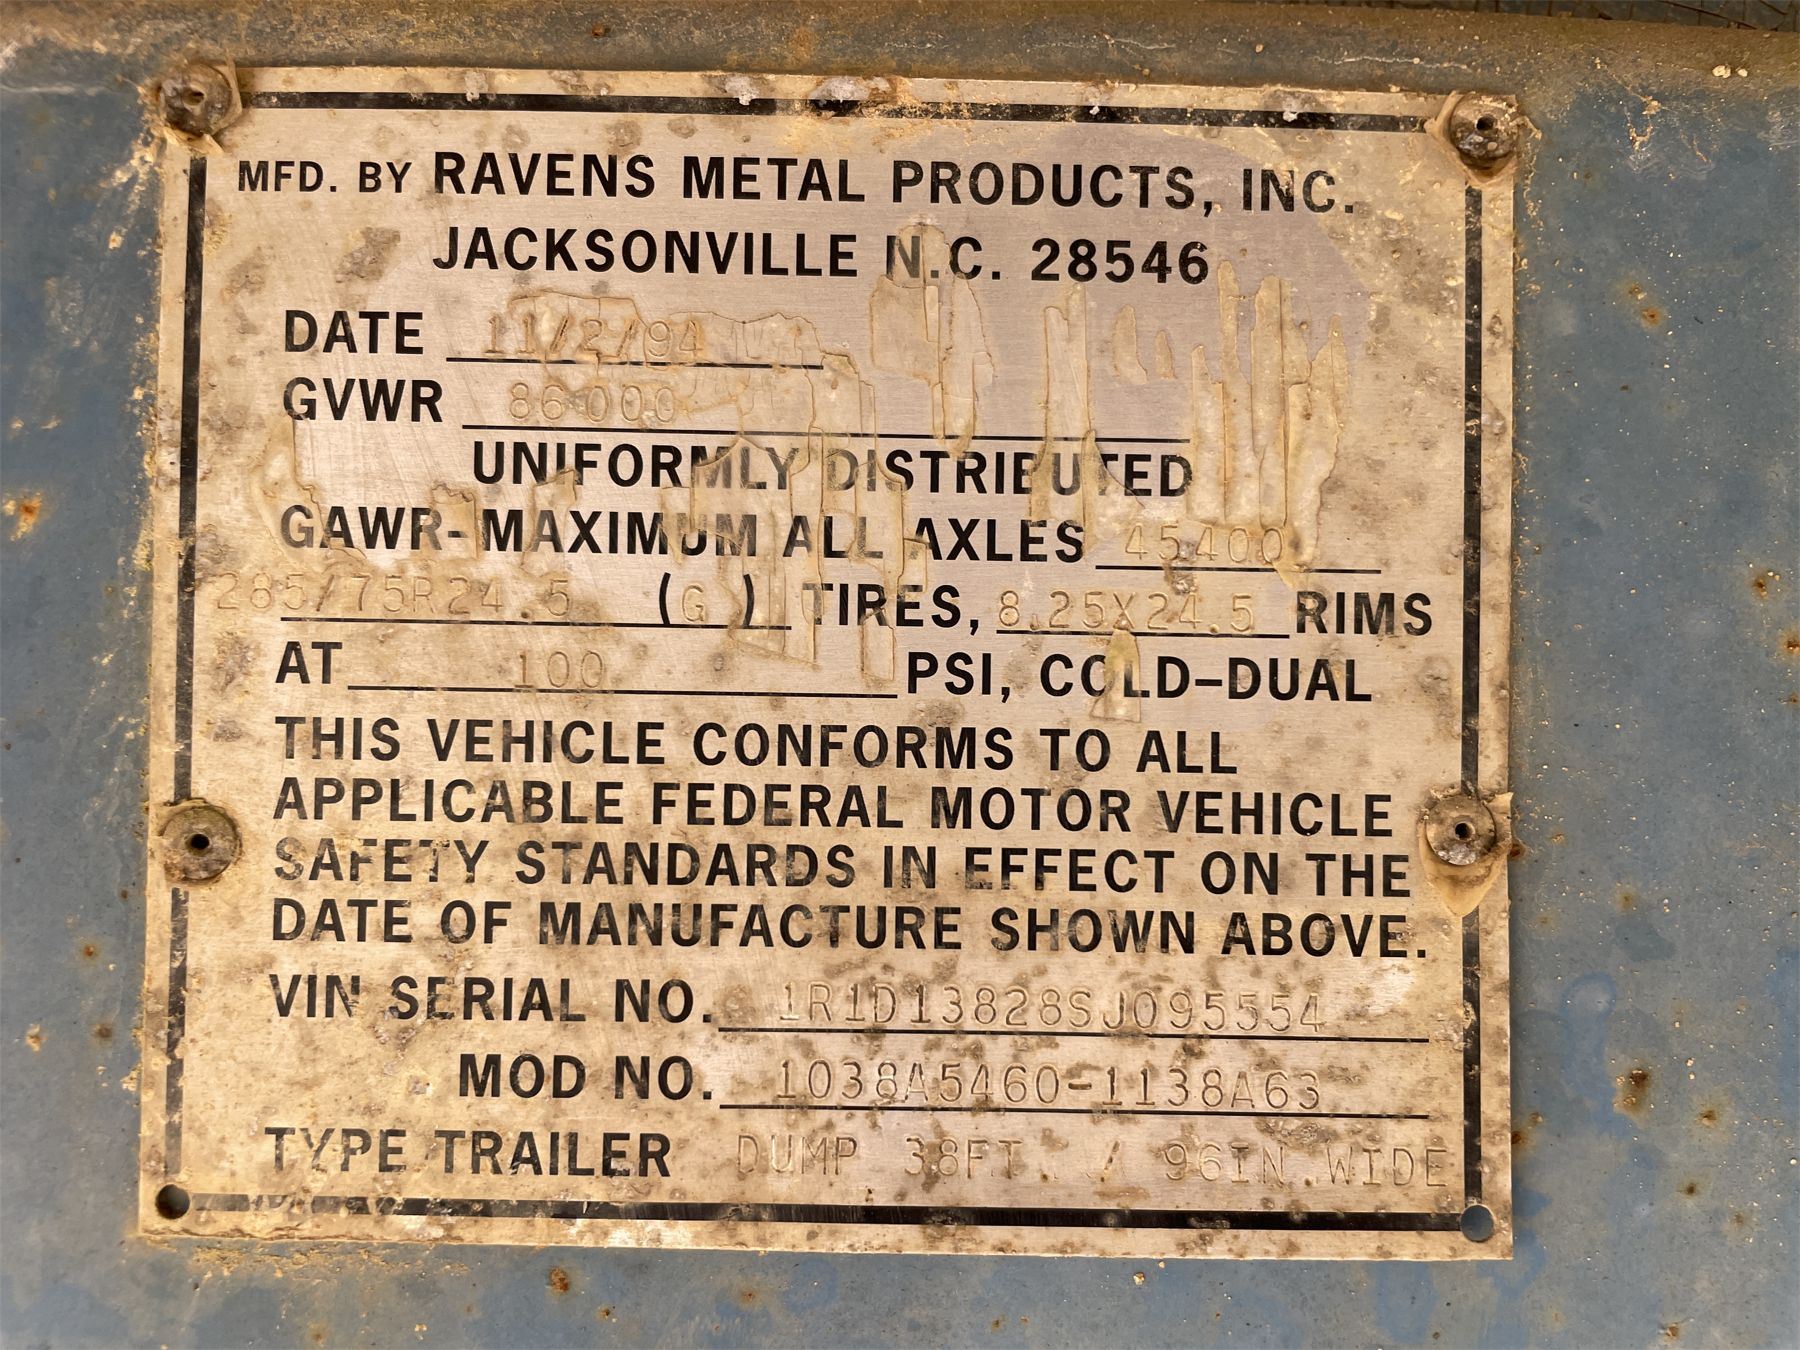 MFD. BY RAVENS METAL PRODUCTS, INC.
JACKSONVILLE N.C. 28546
DATE 11/2/94
GVWR 86000
UNIFORMLY DISTRIBUTED
GAWR-MAXIMUM ALL AXLES 45400
285/75R24.5 (G) TIRES, 8.25X24.5 RIMS
AT 100 PSI, COLD-DUAL
THIS VEHICLE CONFORMS TO ALL
APPLICABLE FEDERAL MOTOR VEHICLE
SAFETY STANDARDS IN EFFECT ON THE
DATE OF MANUFACTURE SHOWN ABOVE.
VIN SERIAL NO. 1R1D13828SJ095554
MOD NO. 1038A5460-1138A63
TYPE TRAILER DUMP 38FT. / 96IN.WIDE